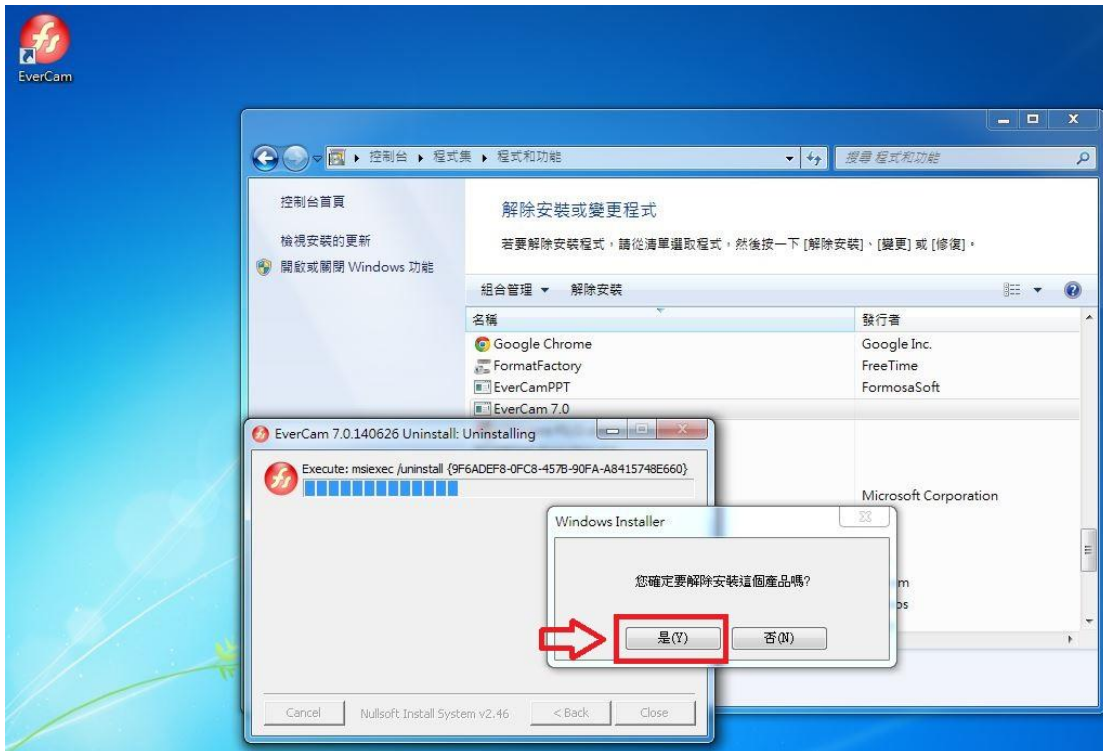 EverCam
控制台 ▸ 程式集 ▸ 程式和功能
搜尋 程式和功能
控制台首頁
檢視安裝的更新
開啟或關閉 Windows 功能
解除安裝或變更程式
若要解除安裝程式，請從清單選取程式，然後按一下 [解除安裝]、[變更] 或 [修復]。
組合管理 解除安裝
名稱 發行者
Google Chrome Google Inc.
FormatFactory FreeTime
EverCamPPT FormosaSoft
EverCam 7.0
Microsoft Corporation
EverCam 7.0.140626 Uninstall: Uninstalling
Execute: msiexec /uninstall {9F6ADEF8-0FC8-457B-90FA-A8415748E660}
Windows Installer
您確定要解除安裝這個產品嗎?
是(Y) 否(N)
Cancel Nullsoft Install System v2.46 < Back Close